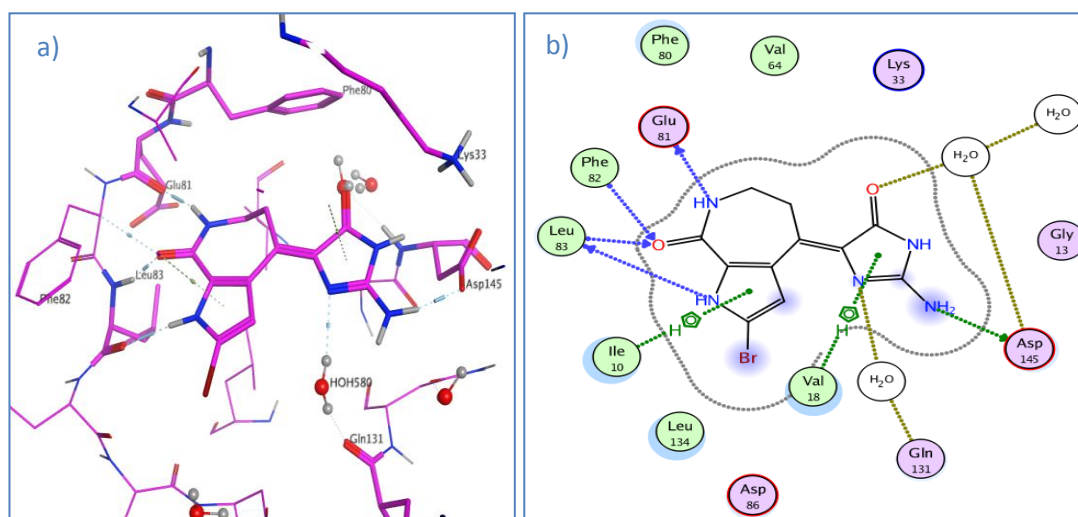 a)
Phe80
Lys33
Glu81
Leu83
Phe82
Asp145
HOH580
Gln131
b)
Phe
80
Val
64
Lys
33
Glu
81
H₂O
H₂O
Phe
82
O
HN
Leu
83
O
NH
Gly
13
HN
N
NH₂
H
H
Ile
10
Br
Asp
145
Val
18
H₂O
Leu
134
Gln
131
Asp
86